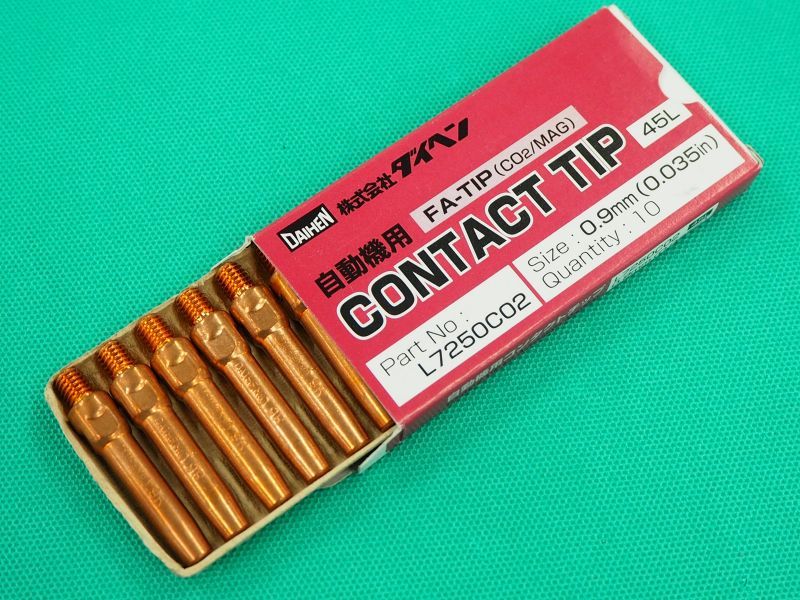 DAIHEN
株式会社ダイヘン
自動機用
FA-TIP(CO2/MAG)
CONTACT TIP
45L
Part No :
L7250C02
Size : 0.9mm(0.035in)
Quantity : 10